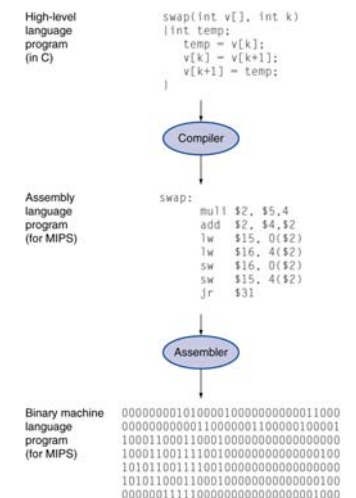 High-level
language
program
(in C)
swap(int v[], int k)
{int temp;
temp = v[k];
v[k] = v[k+1];
v[k+1] = temp;
}
Compiler
Assembly
language
program
(for MIPS)
swap:
muli $2, $5,4
add $2, $4,$2
lw $15, 0($2)
lw $16, 4($2)
sw $16, 0($2)
sw $15, 4($2)
jr $31
Assembler
Binary machine
language
program
(for MIPS)
00000000101000010000000000011000
00000000000110000001100000100001
10001100011000100000000000000000
10001100111100100000000000000100
10101100111100100000000000000000
10101100011000100000000000000100